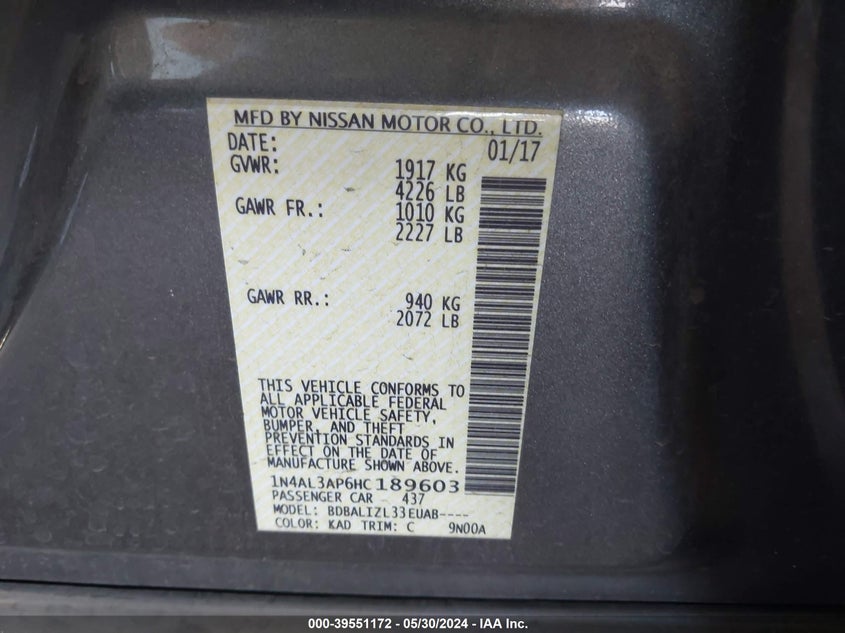 MFD BY NISSAN MOTOR CO., LTD.
DATE: 01/17
GVWR: 1917 KG
4226 LB
GAWR FR.: 1010 KG
2227 LB
GAWR RR.: 940 KG
2072 LB
THIS VEHICLE CONFORMS TO
ALL APPLICABLE FEDERAL
MOTOR VEHICLE SAFETY,
BUMPER, AND THEFT
PREVENTION STANDARDS IN
EFFECT ON THE DATE OF
MANUFACTURE SHOWN ABOVE.
1N4AL3AP6HC189603
PASSENGER CAR 437
MODEL: BDBALIZL33EUAB----
COLOR: KAD TRIM: C 9N00A
000-39551172 - 05/30/2024 - IAA Inc.